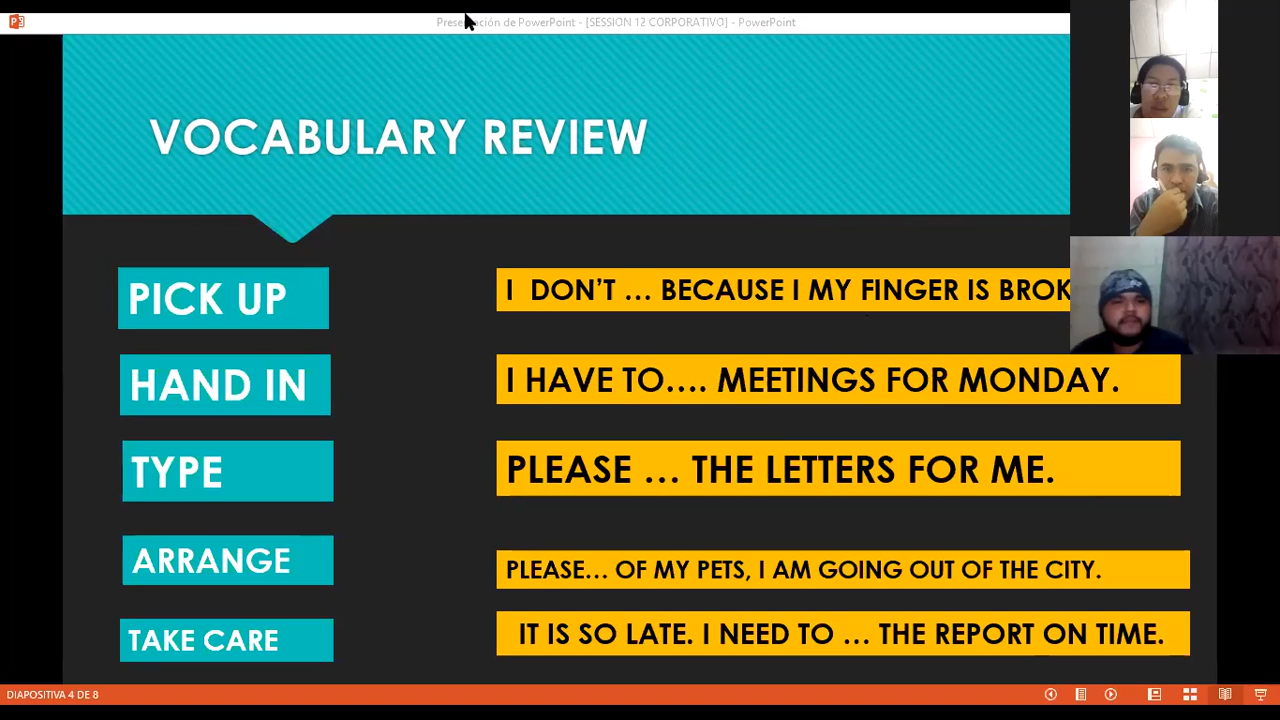 Presentación de PowerPoint - [SESSION 12 CORPORATIVO] - PowerPoint
VOCABULARY REVIEW
PICK UP
I DON'T ... BECAUSE I MY FINGER IS
HAND IN
I HAVE TO.... MEETINGS FOR MONDAY.
TYPE
PLEASE ... THE LETTERS FOR ME.
ARRANGE
PLEASE... OF MY PETS, I AM GOING OUT OF THE CITY.
TAKE CARE
IT IS SO LATE. I NEED TO ... THE REPORT ON TIME.
DIAPOSITIVA 4 DE 8